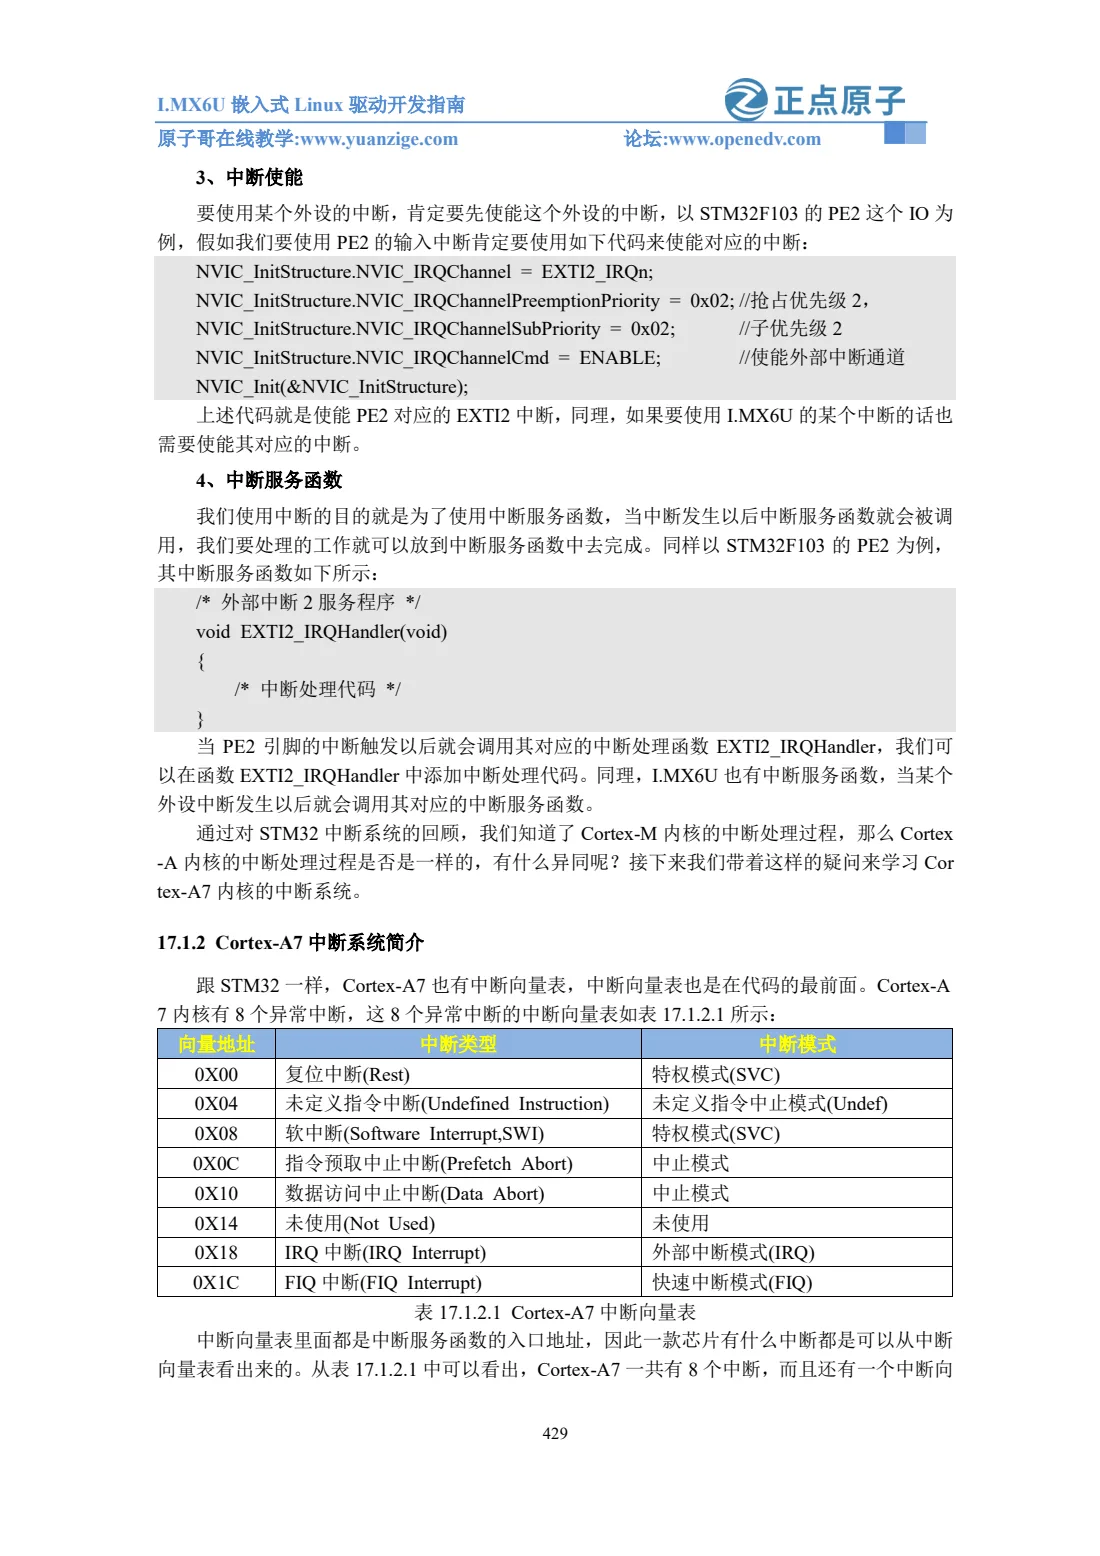 I.MX6U 嵌入式 Linux 驱动开发指南
正点原子
原子哥在线教学:www.yuanzige.com 论坛:www.openedv.com
3、中断使能
要使用某个外设的中断，肯定要先使能这个外设的中断，以 STM32F103 的 PE2 这个 IO 为
例，假如我们要使用 PE2 的输入中断肯定要使用如下代码来使能对应的中断：
NVIC_InitStructure.NVIC_IRQChannel = EXTI2_IRQn;
NVIC_InitStructure.NVIC_IRQChannelPreemptionPriority = 0x02; //抢占优先级 2，
NVIC_InitStructure.NVIC_IRQChannelSubPriority = 0x02; //子优先级 2
NVIC_InitStructure.NVIC_IRQChannelCmd = ENABLE; //使能外部中断通道
NVIC_Init(&NVIC_InitStructure);
上述代码就是使能 PE2 对应的 EXTI2 中断，同理，如果要使用 I.MX6U 的某个中断的话也
需要使能其对应的中断。
4、中断服务函数
我们使用中断的目的就是为了使用中断服务函数，当中断发生以后中断服务函数就会被调
用，我们要处理的工作就可以放到中断服务函数中去完成。同样以 STM32F103 的 PE2 为例，
其中断服务函数如下所示：
/* 外部中断 2 服务程序 */
void EXTI2_IRQHandler(void)
{
/* 中断处理代码 */
}
当 PE2 引脚的中断触发以后就会调用其对应的中断处理函数 EXTI2_IRQHandler，我们可
以在函数 EXTI2_IRQHandler 中添加中断处理代码。同理，I.MX6U 也有中断服务函数，当某个
外设中断发生以后就会调用其对应的中断服务函数。
通过对 STM32 中断系统的回顾，我们知道了 Cortex-M 内核的中断处理过程，那么 Cortex
-A 内核的中断处理过程是否是一样的，有什么异同呢？接下来我们带着这样的疑问来学习 Cor
tex-A7 内核的中断系统。
17.1.2 Cortex-A7 中断系统简介
跟 STM32 一样，Cortex-A7 也有中断向量表，中断向量表也是在代码的最前面。Cortex-A
7 内核有 8 个异常中断，这 8 个异常中断的中断向量表如表 17.1.2.1 所示：
向量地址 中断类型 中断模式
0X00 复位中断(Rest) 特权模式(SVC)
0X04 未定义指令中断(Undefined Instruction) 未定义指令中止模式(Undef)
0X08 软中断(Software Interrupt,SWI) 特权模式(SVC)
0X0C 指令预取中止中断(Prefetch Abort) 中止模式
0X10 数据访问中止中断(Data Abort) 中止模式
0X14 未使用(Not Used) 未使用
0X18 IRQ 中断(IRQ Interrupt) 外部中断模式(IRQ)
0X1C FIQ 中断(FIQ Interrupt) 快速中断模式(FIQ)
表 17.1.2.1 Cortex-A7 中断向量表
中断向量表里面都是中断服务函数的入口地址，因此一款芯片有什么中断都是可以从中断
向量表看出来的。从表 17.1.2.1 中可以看出，Cortex-A7 一共有 8 个中断，而且还有一个中断向
429